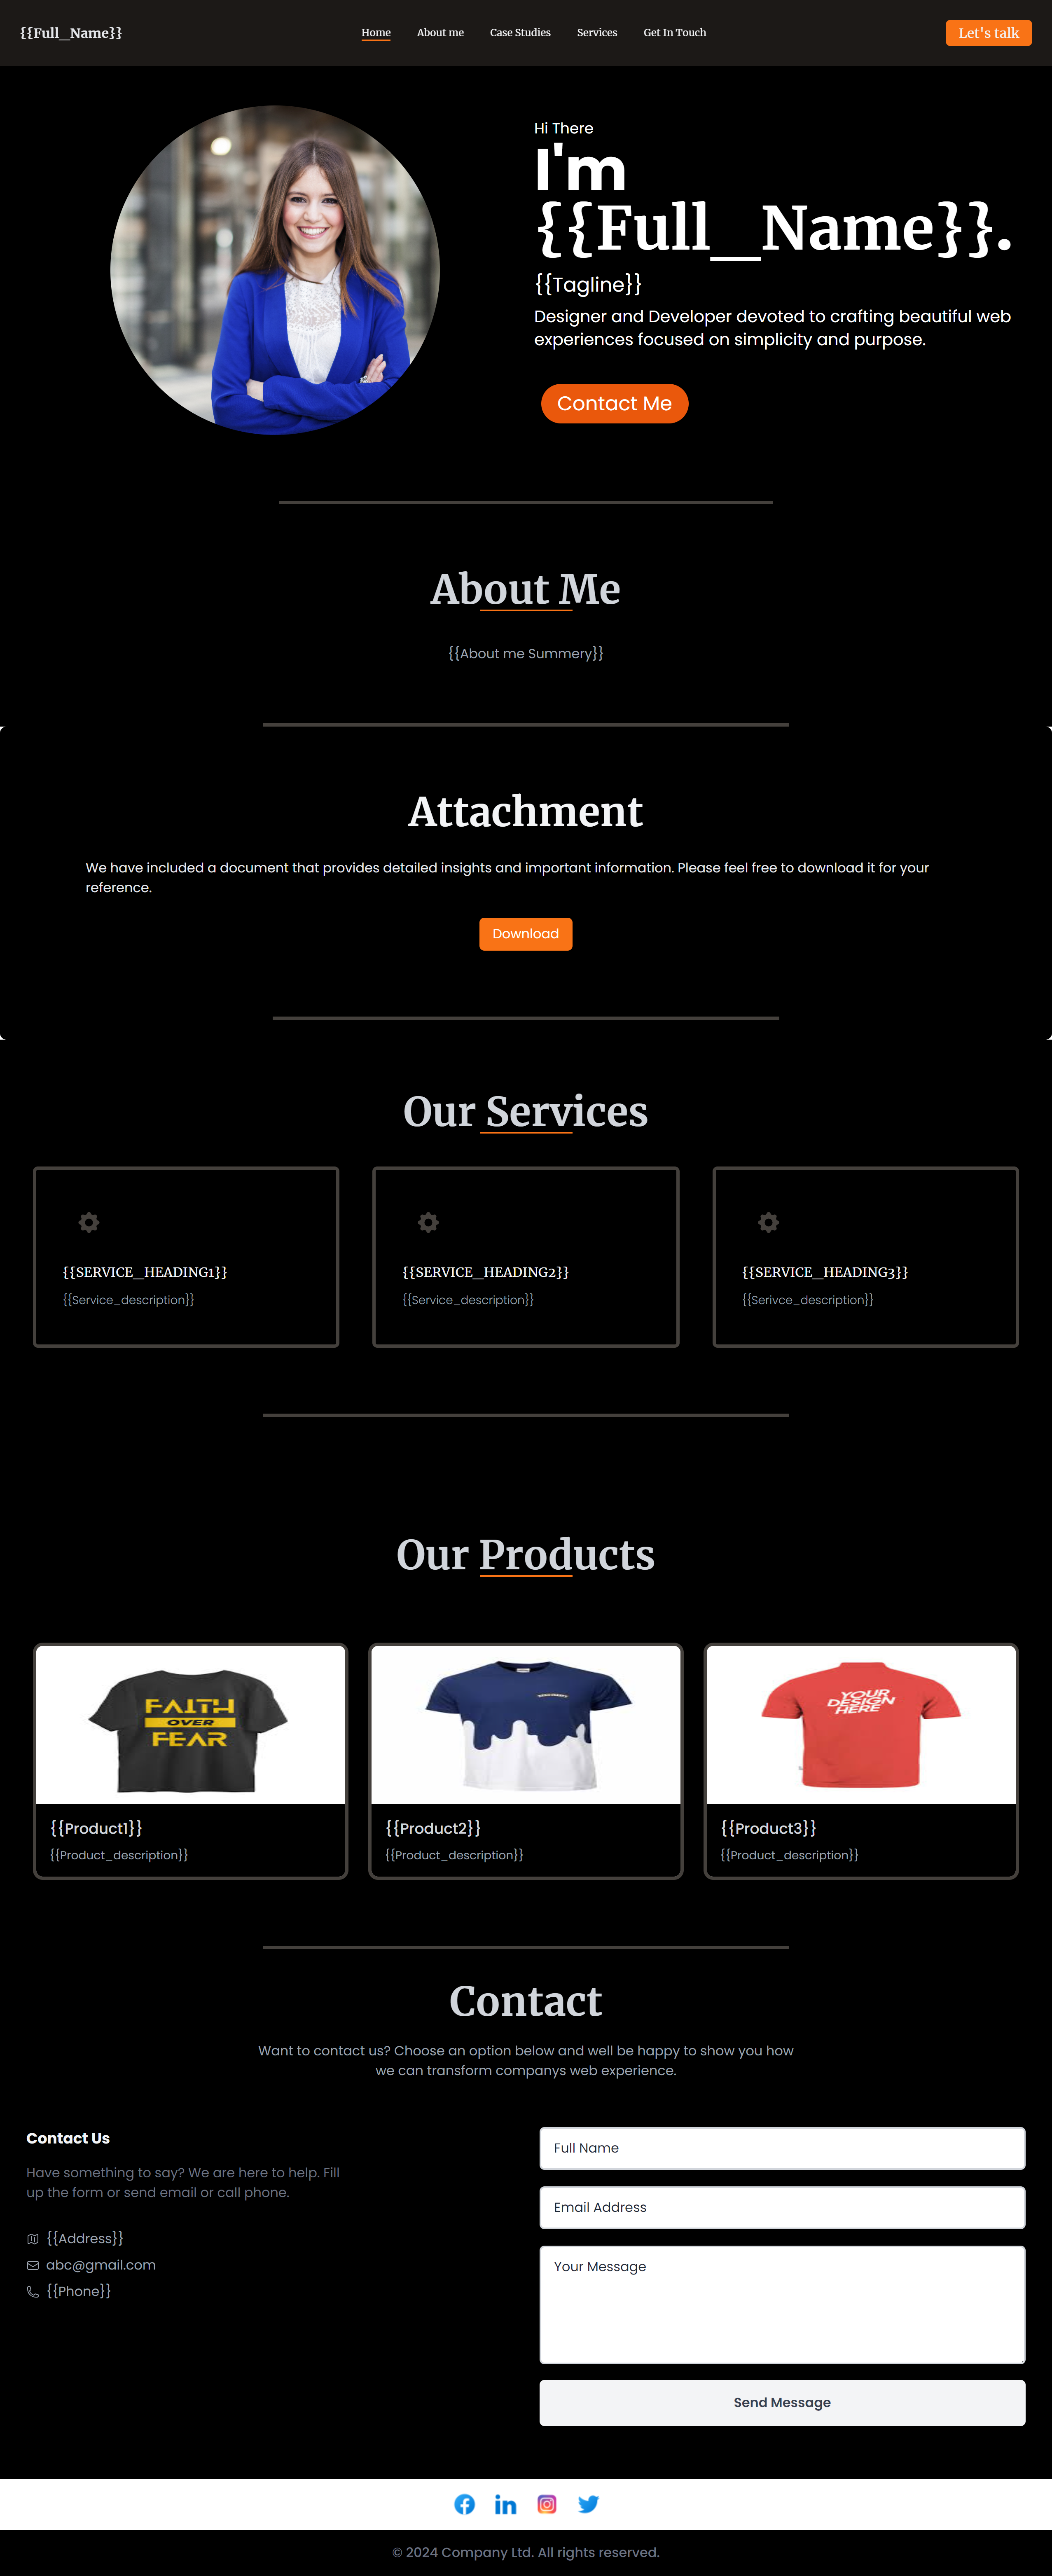 {{Full_Name}}
Home
About me
Case Studies
Services
Get In Touch
Let's talk
Hi There
I'm
{{Full_Name}}.
{{Tagline}}
Designer and Developer devoted to crafting beautiful web
experiences focused on simplicity and purpose.
Contact Me
About Me
{{About me Summery}}
Attachment
We have included a document that provides detailed insights and important information. Please feel free to download it for your
reference.
Download
Our Services
{{SERVICE_HEADING1}}
{{Service_description}}
{{SERVICE_HEADING2}}
{{Service_description}}
{{SERVICE_HEADING3}}
{{Serivce_description}}
Our Products
FAITH
OVER
FEAR
{{Product1}}
{{Product_description}}
{{Product2}}
{{Product_description}}
YOUR
DESIGN
HERE
{{Product3}}
{{Product_description}}
Contact
Want to contact us? Choose an option below and well be happy to show you how
we can transform companys web experience.
Contact Us
Have something to say? We are here to help. Fill
up the form or send email or call phone.
{{Address}}
abc@gmail.com
{{Phone}}
Full Name
Email Address
Your Message
Send Message
© 2024 Company Ltd. All rights reserved.